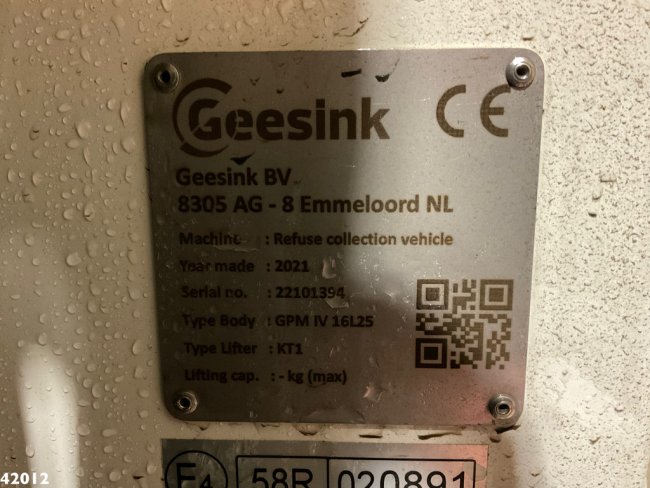 Geesink CE
Geesink BV
8305 AG - 8 Emmeloord NL
Machine : Refuse collection vehicle
Year made : 2021
Serial no. : 22101394
Type Body : GPM IV 16L25
Type Lifter : KT1
Lifting cap. : - kg (max)
E4 58R 020891
42012